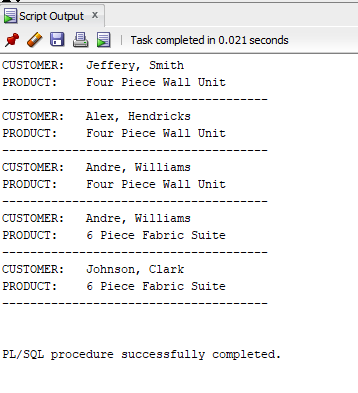 Script Output x
Task completed in 0.021 seconds
CUSTOMER: Jeffery, Smith
PRODUCT: Four Piece Wall Unit
--------------------------------------
CUSTOMER: Alex, Hendricks
PRODUCT: Four Piece Wall Unit
--------------------------------------
CUSTOMER: Andre, Williams
PRODUCT: Four Piece Wall Unit
--------------------------------------
CUSTOMER: Andre, Williams
PRODUCT: 6 Piece Fabric Suite
--------------------------------------
CUSTOMER: Johnson, Clark
PRODUCT: 6 Piece Fabric Suite
--------------------------------------
PL/SQL procedure successfully completed.